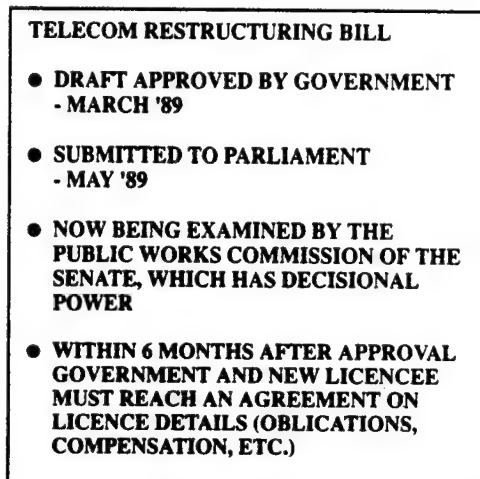 TELECOM RESTRUCTURING BILL
● DRAFT APPROVED BY GOVERNMENT
- MARCH '89
● SUBMITTED TO PARLIAMENT
- MAY '89
● NOW BEING EXAMINED BY THE
PUBLIC WORKS COMMISSION OF THE
SENATE, WHICH HAS DECISIONAL
POWER
● WITHIN 6 MONTHS AFTER APPROVAL
GOVERNMENT AND NEW LICENCEE
MUST REACH AN AGREEMENT ON
LICENCE DETAILS (OBLICATIONS,
COMPENSATION, ETC.)